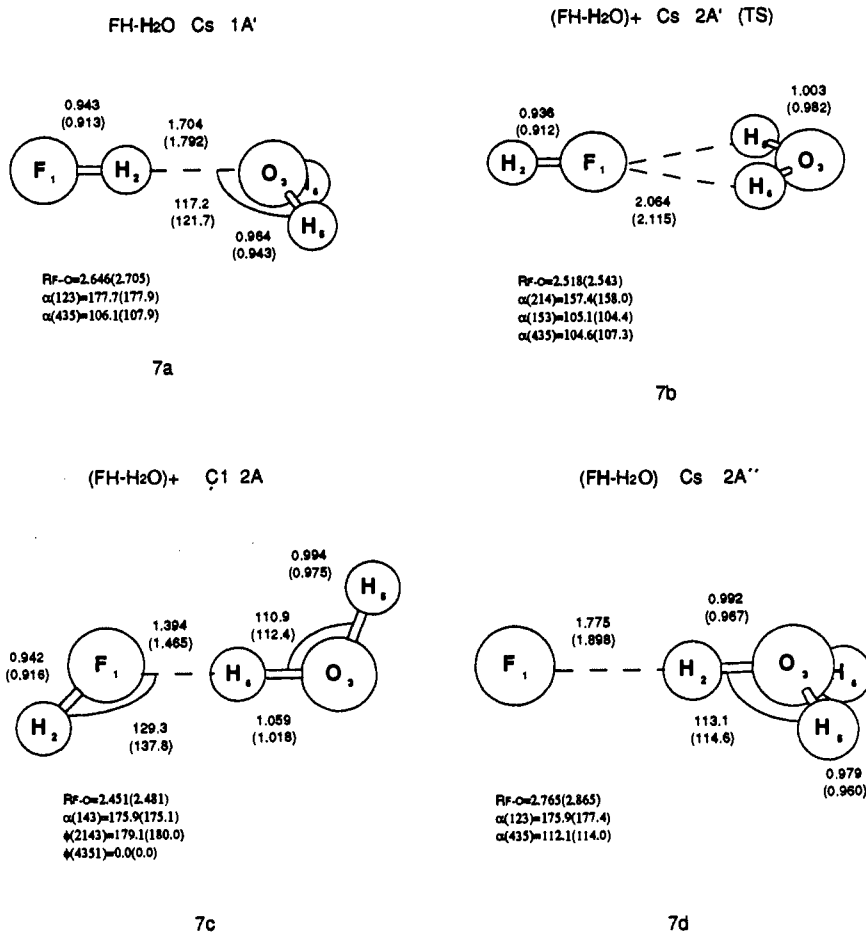 FH-H2O Cs 1A'
0.943
(0.913)
1.704
(1.792)
F1
H2
O3
H5
117.2
(121.7)
0.964
(0.943)
RF-O=2.646(2.705)
α(123)=177.7(177.9)
α(435)=106.1(107.9)
7a
(FH-H2O)+ Cs 2A' (TS)
0.936
(0.912)
1.003
(0.982)
H2
F1
H
O3
2.064
(2.115)
RF-O=2.518(2.543)
α(214)=157.4(158.0)
α(153)=105.1(104.4)
α(435)=104.6(107.3)
7b
(FH-H2O)+ C1 2A
0.994
(0.975)
H5
1.394
(1.465)
110.9
(112.4)
0.942
(0.916)
F1
O3
H2
129.3
(137.8)
1.059
(1.018)
RF-O=2.451(2.481)
α(143)=175.9(175.1)
ϕ(2143)=179.1(180.0)
ϕ(4351)=0.0(0.0)
7c
(FH-H2O) Cs 2A''
1.775
(1.898)
0.992
(0.967)
F1
H2
O3
113.1
(114.6)
H5
0.979
(0.960)
RF-O=2.765(2.865)
α(123)=175.9(177.4)
α(435)=112.1(114.0)
7d